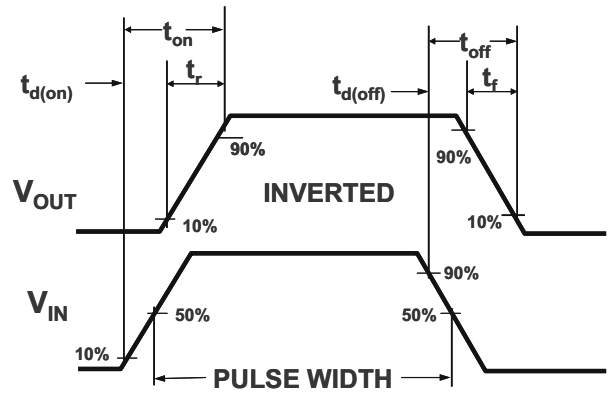 t_on
t_off
t_d(on)
t_r
t_d(off)
t_f
90%
90%
V_OUT
INVERTED
10%
10%
90%
V_IN
50%
50%
10%
PULSE WIDTH